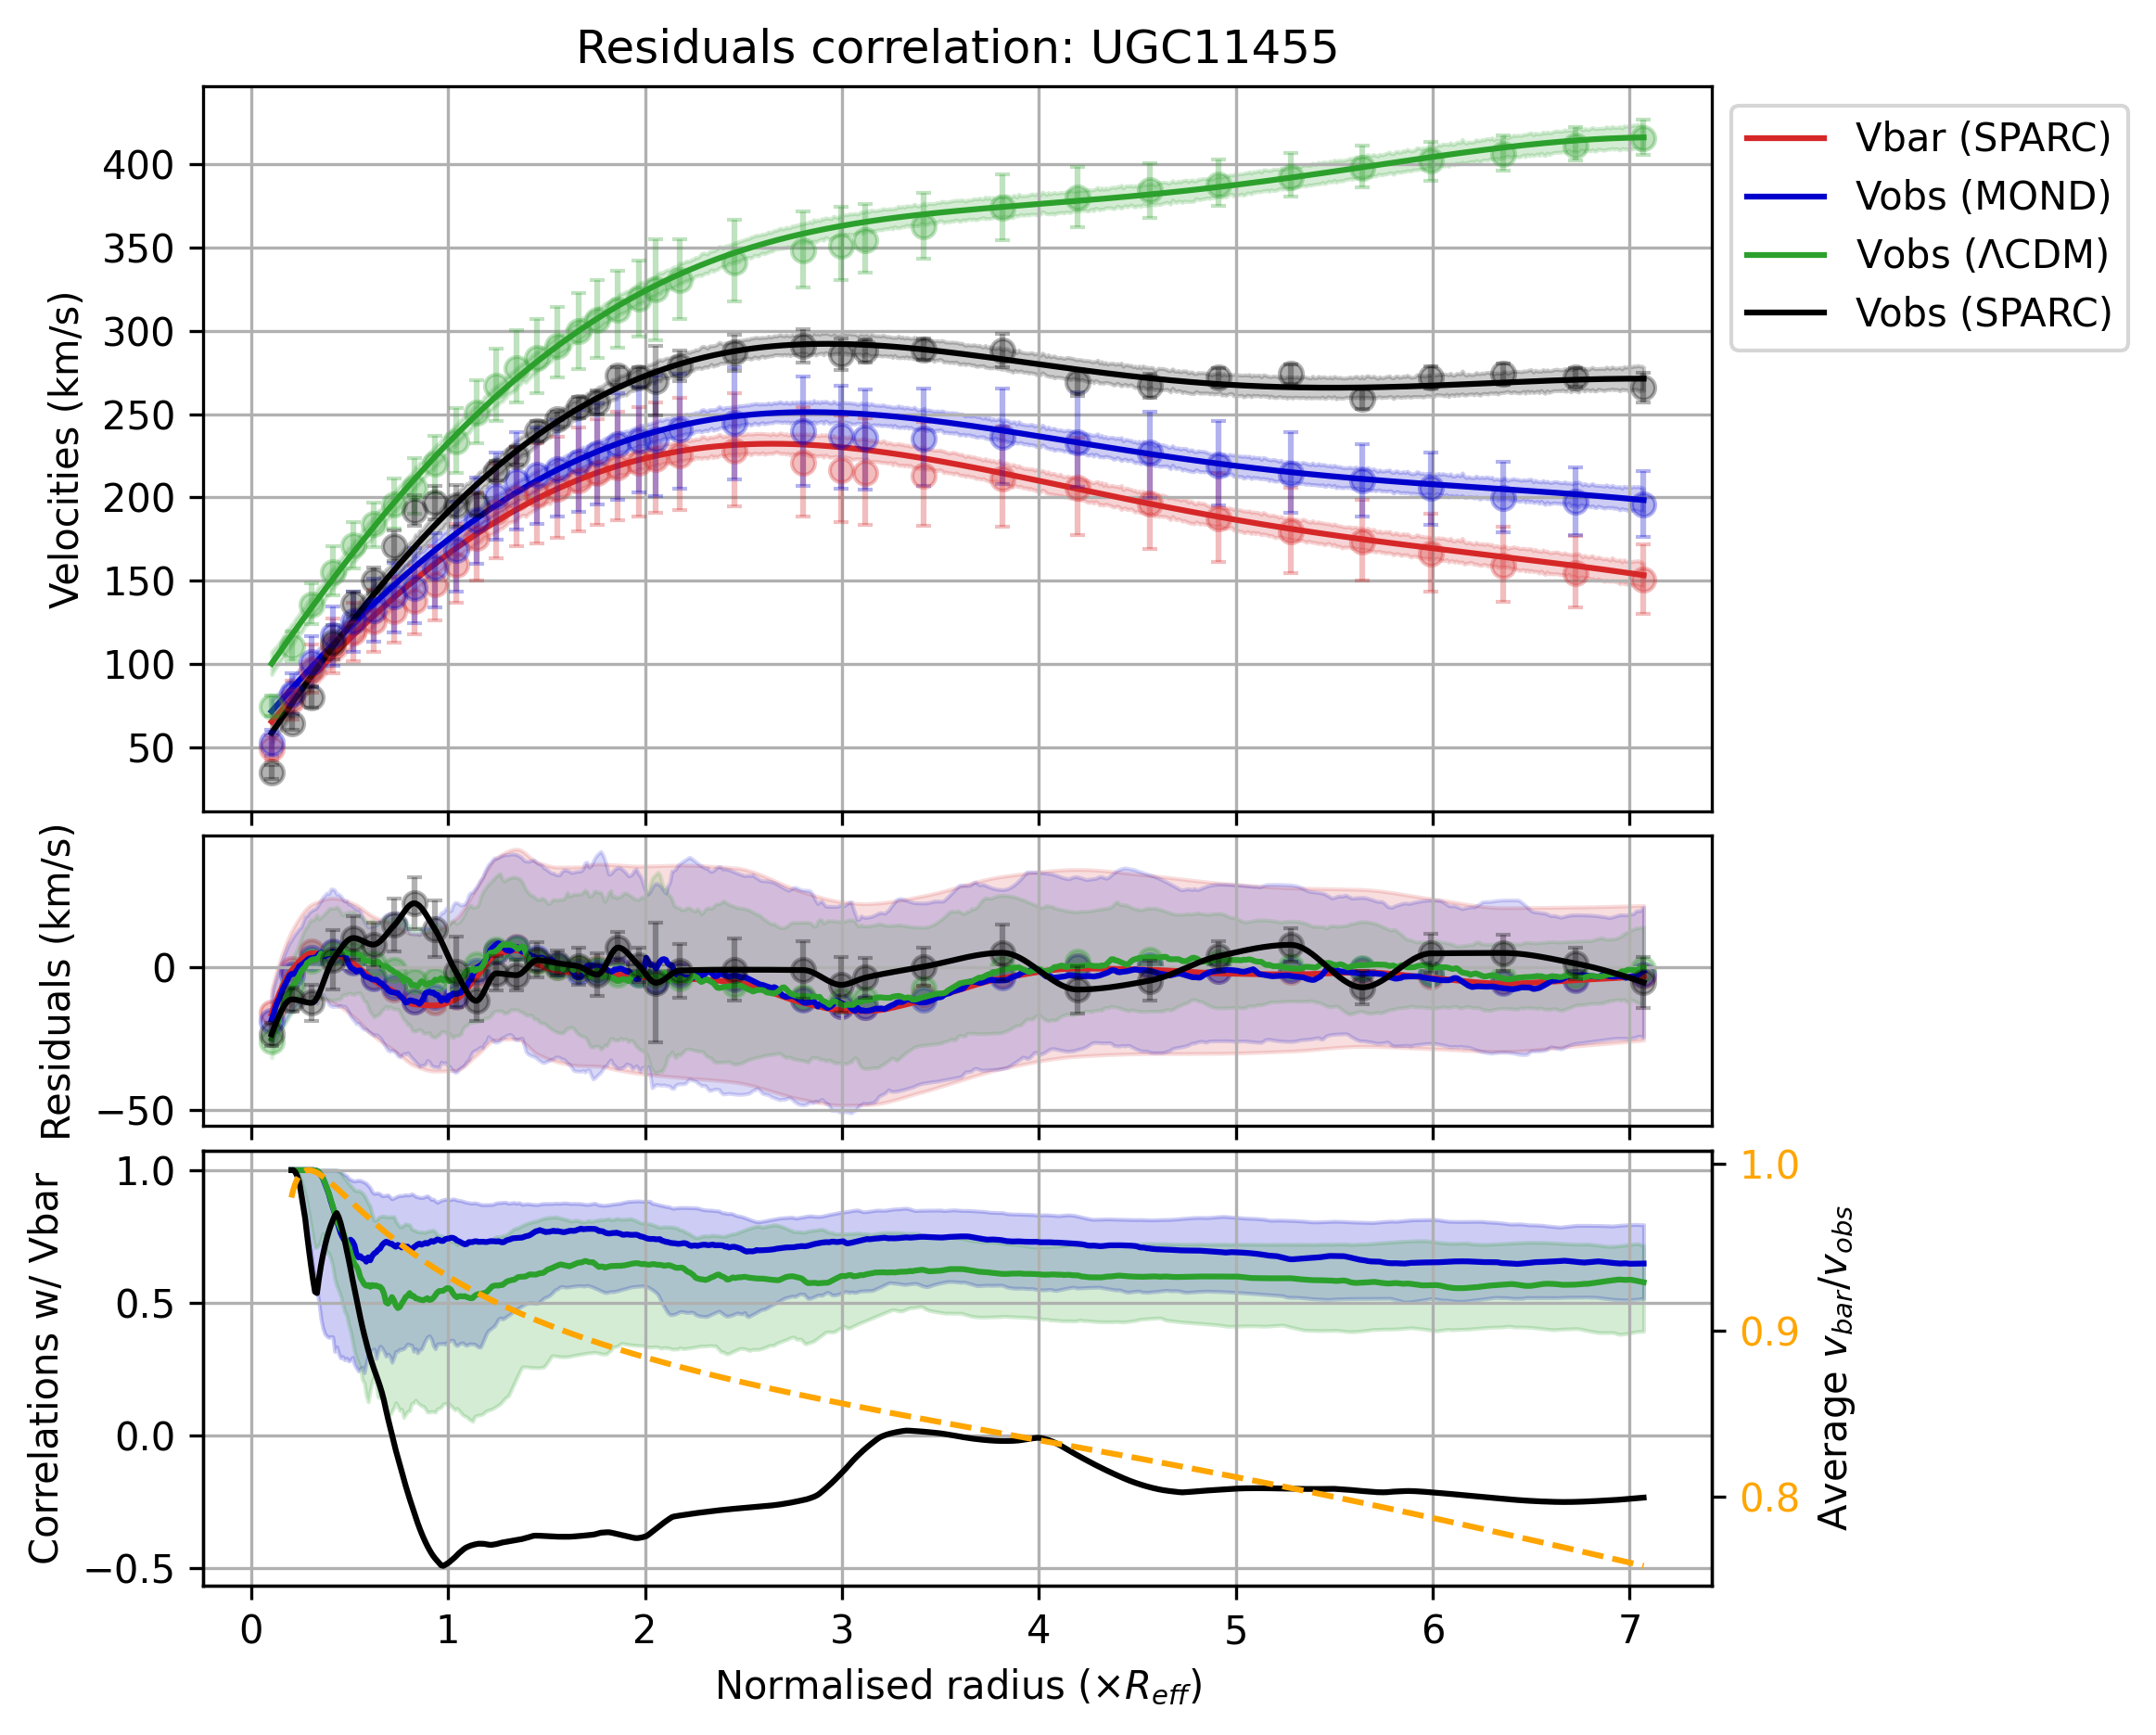 Residuals correlation: UGC11455
Velocities (km/s)
400
350
300
250
200
150
100
50
Vbar (SPARC)
Vobs (MOND)
Vobs (ΛCDM)
Vobs (SPARC)
Residuals (km/s)
0
−50
Correlations w/ Vbar
1.0
0.5
0.0
−0.5
1.0
0.9
0.8
Average v_bar/v_obs
0 1 2 3 4 5 6 7
Normalised radius (×R_eff)